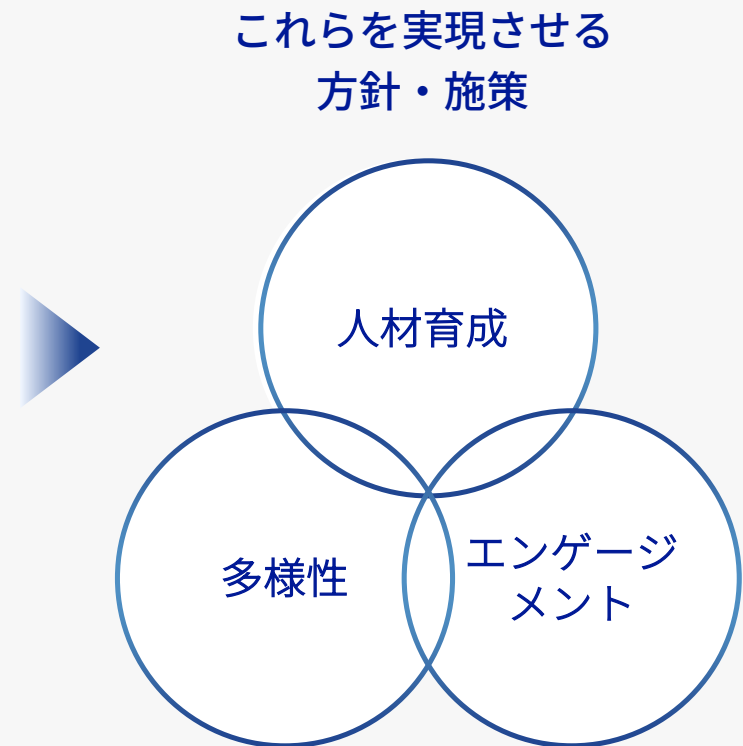 これらを実現させる
方針・施策
人材育成
多様性
エンゲージ
メント